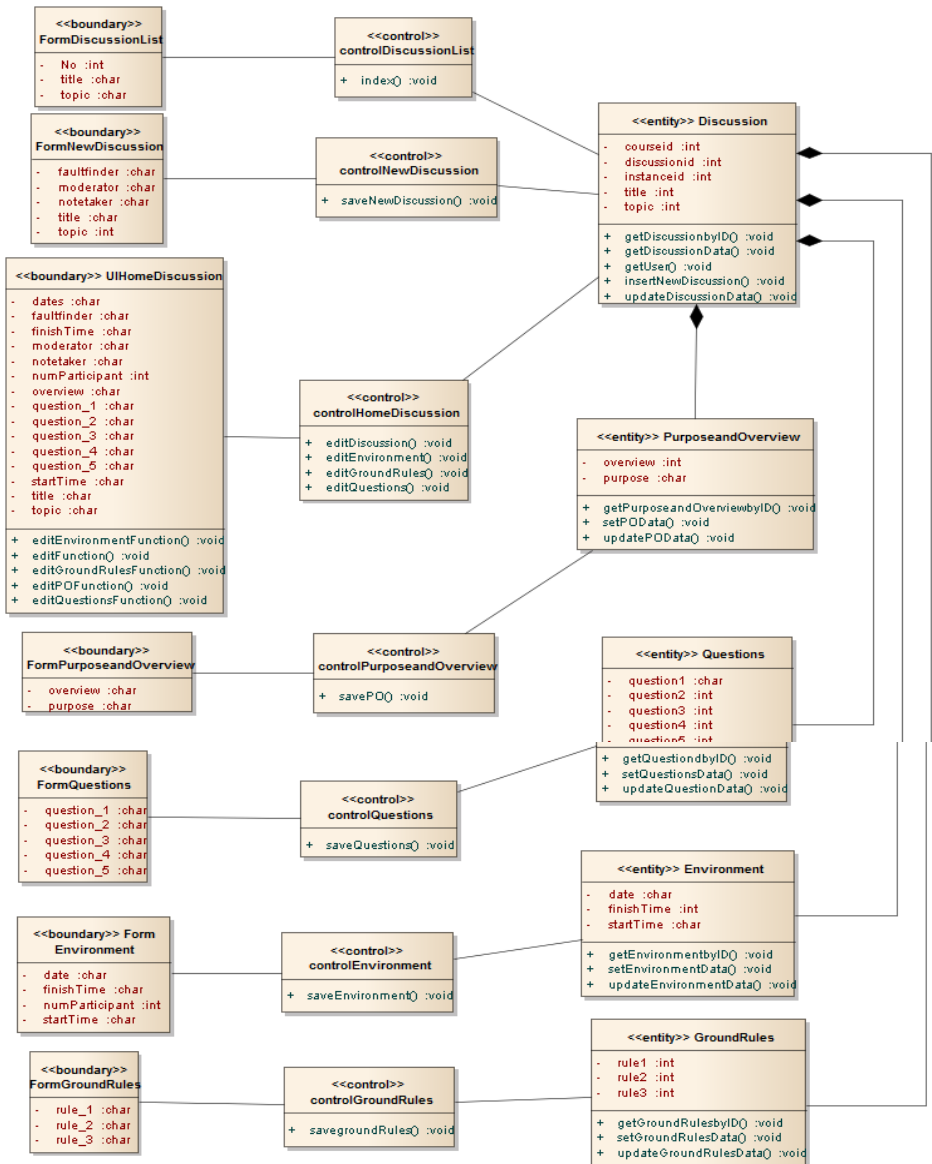 <<boundary>>
FormDiscussionList
- No :int
- title :char
- topic :char
<<control>>
controlDiscussionList
+ index() :void
<<boundary>>
FormNewDiscussion
- faultfinder :char
- moderator :char
- notetaker :char
- title :char
- topic :int
<<control>>
controlNewDiscussion
+ saveNewDiscussion() :void
<<entity>> Discussion
- courseid :int
- discussionid :int
- instanceid :int
- title :int
- topic :int
+ getDiscussionbyID() :void
+ getDiscussionData() :void
+ getUser() :void
+ insertNewDiscussion() :void
+ updateDiscussionData() :void
<<boundary>> UIHomeDiscussion
- dates :char
- faultfinder :char
- finishTime :char
- moderator :char
- notetaker :char
- numParticipant :int
- overview :char
- question_1 :char
- question_2 :char
- question_3 :char
- question_4 :char
- question_5 :char
- startTime :char
- title :char
- topic :char
+ editEnvironmentFunction() :void
+ editFunction() :void
+ editGroundRulesFunction() :void
+ editPOFunction() :void
+ editQuestionsFunction() :void
<<control>>
controlHomeDiscussion
+ editDiscussion() :void
+ editEnvironment() :void
+ editGroundRules() :void
+ editQuestions() :void
<<entity>> PurposeandOverview
- overview :int
- purpose :char
+ getPurposeandOverviewbyID() :void
+ setPOData() :void
+ updatePOData() :void
<<boundary>>
FormPurposeandOverview
- overview :char
- purpose :char
<<control>>
controlPurposeandOverview
+ savePO() :void
<<entity>> Questions
- question1 :char
- question2 :int
- question3 :int
- question4 :int
- question5 :int
+ getQuestiondbyID() :void
+ setQuestionsData() :void
+ updateQuestionData() :void
<<boundary>>
FormQuestions
- question_1 :char
- question_2 :char
- question_3 :char
- question_4 :char
- question_5 :char
<<control>>
controlQuestions
+ saveQuestions() :void
<<entity>> Environment
- date :char
- finishTime :int
- startTime :char
+ getEnvironmentbyID() :void
+ setEnvironmentData() :void
+ updateEnvironmentData() :void
<<boundary>> Form
Environment
- date :char
- finishTime :char
- numParticipant :int
- startTime :char
<<control>>
controlEnvironment
+ saveEnvironment() :void
<<entity>> GroundRules
- rule1 :int
- rule2 :int
- rule3 :int
+ getGroundRulesbyID() :void
+ setGroundRulesData() :void
+ updateGroundRulesData() :void
<<boundary>>
FormGroundRules
- rule_1 :char
- rule_2 :char
- rule_3 :char
<<control>>
controlGroundRules
+ savegroundRules() :void